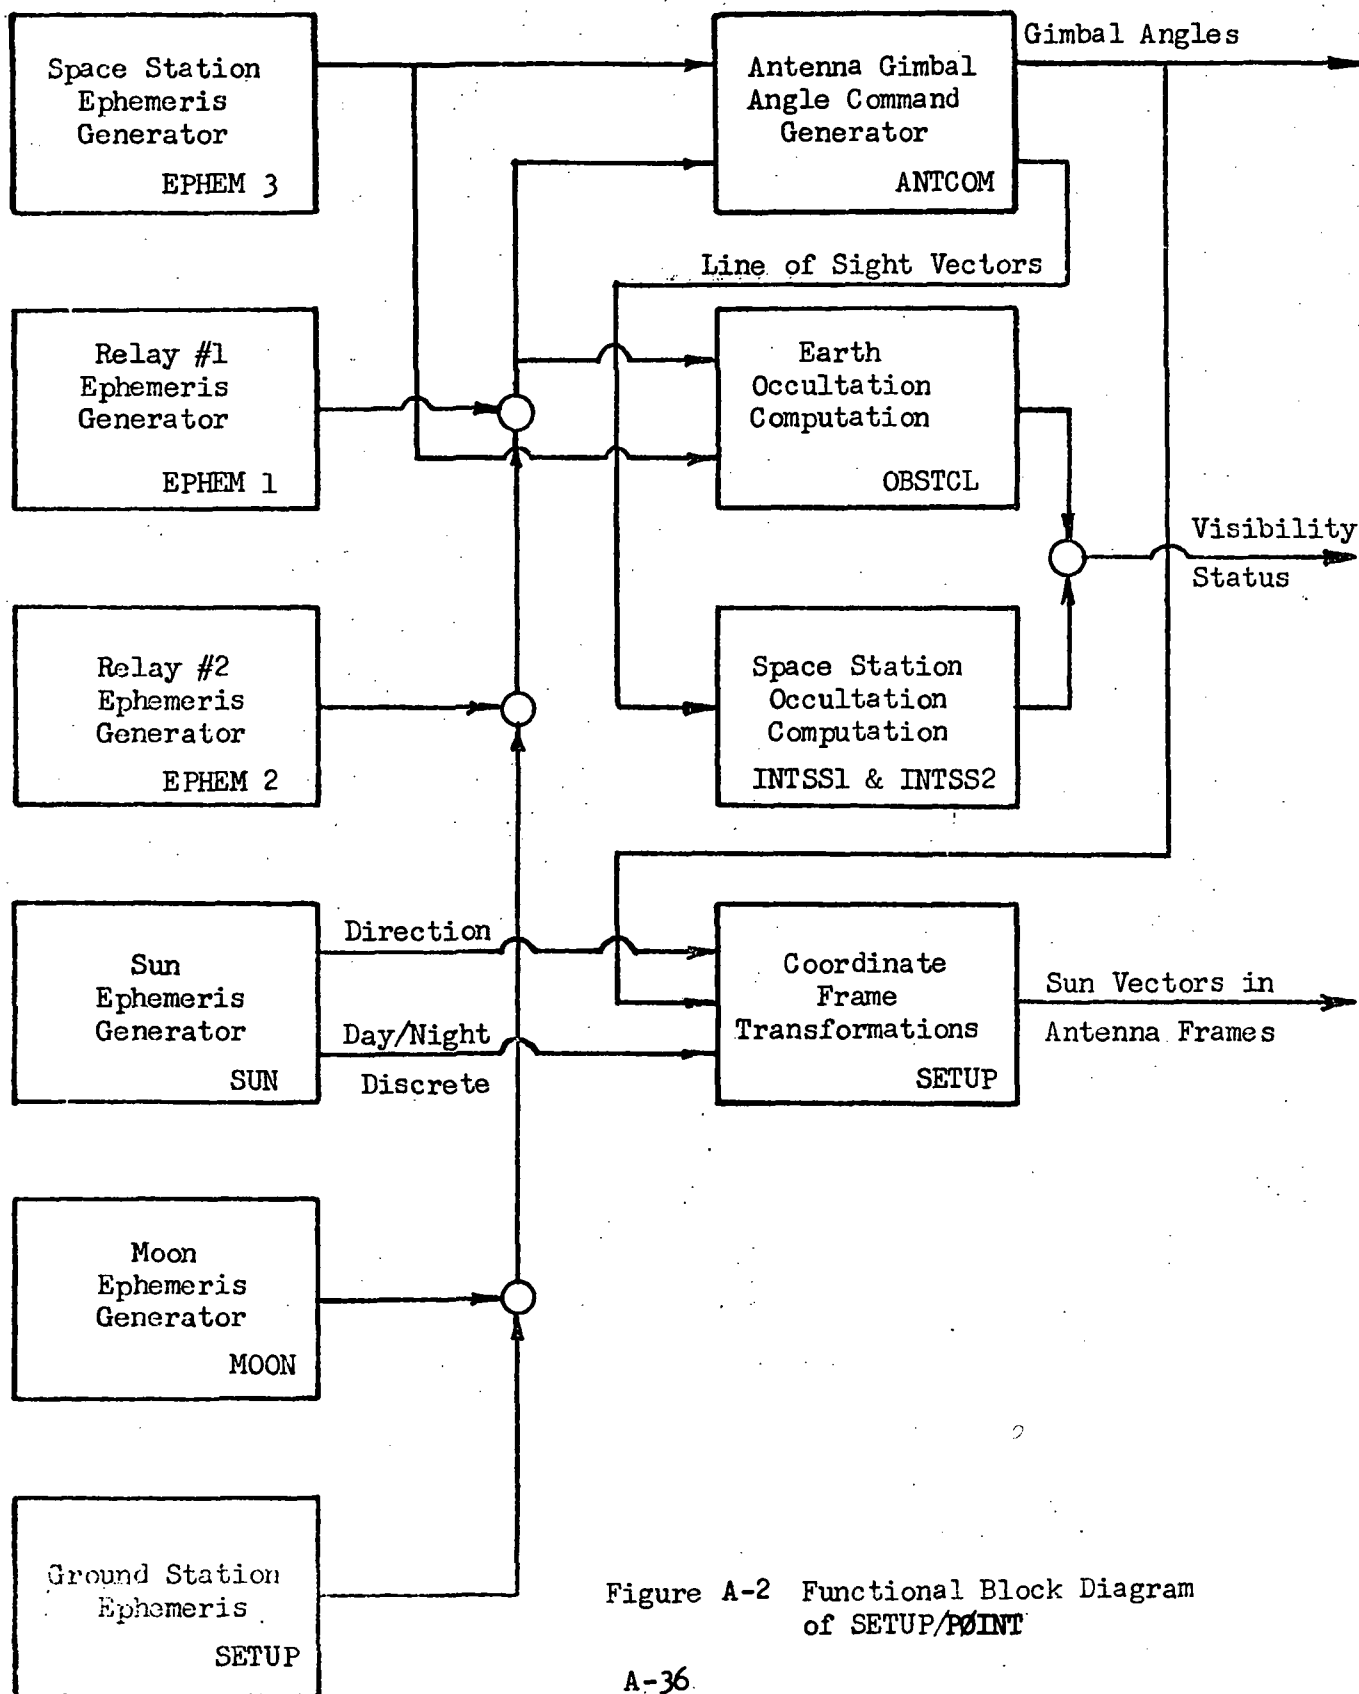 Space Station
Ephemeris
Generator
EPHEM 3
Antenna Gimbal
Angle Command
Generator
ANTCOM
Gimbal Angles
Line of Sight Vectors
Relay #1
Ephemeris
Generator
EPHEM 1
Earth
Occultation
Computation
OBSTCL
Visibility
Status
Relay #2
Ephemeris
Generator
EPHEM 2
Space Station
Occultation
Computation
INTSS1 & INTSS2
Sun
Ephemeris
Generator
SUN
Direction
Day/Night
Discrete
Coordinate
Frame
Transformations
SETUP
Sun Vectors in
Antenna Frames
Moon
Ephemeris
Generator
MOON
Ground Station
Ephemeris
SETUP
Figure A-2 Functional Block Diagram
of SETUP/PØINT
A-36